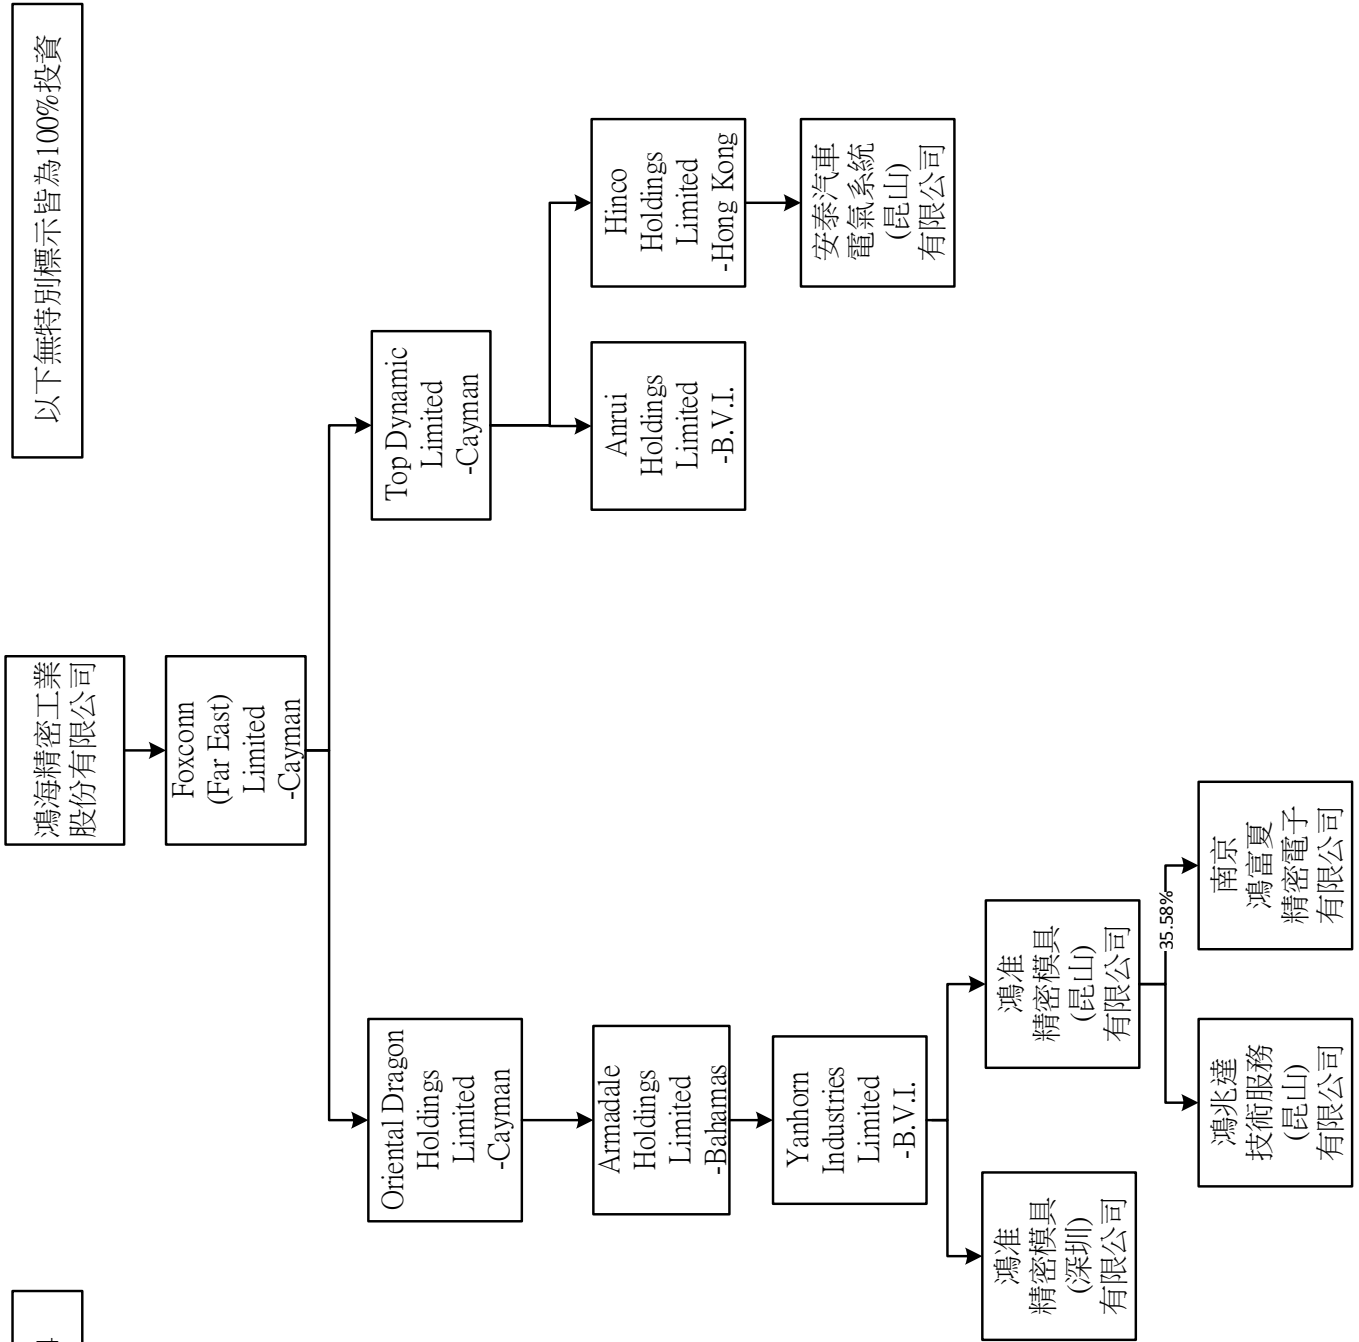 鴻海精密工業
股份有限公司
以下無特別標示皆為100%投資
Foxconn
(Far East)
Limited
-Cayman
Oriental Dragon
Holdings
Limited
-Cayman
Top Dynamic
Limited
-Cayman
Armadale
Holdings
Limited
-Bahamas
Anrui
Holdings
Limited
-B.V.I.
Hinco
Holdings
Limited
-Hong Kong
Yanhorn
Industries
Limited
-B.V.I.
安泰汽車
電氣系統
(昆山)
有限公司
鴻准
精密模具
(深圳)
有限公司
鴻准
精密模具
(昆山)
有限公司
35.58%
鴻兆達
技術服務
(昆山)
有限公司
南京
鴻富夏
精密電子
有限公司